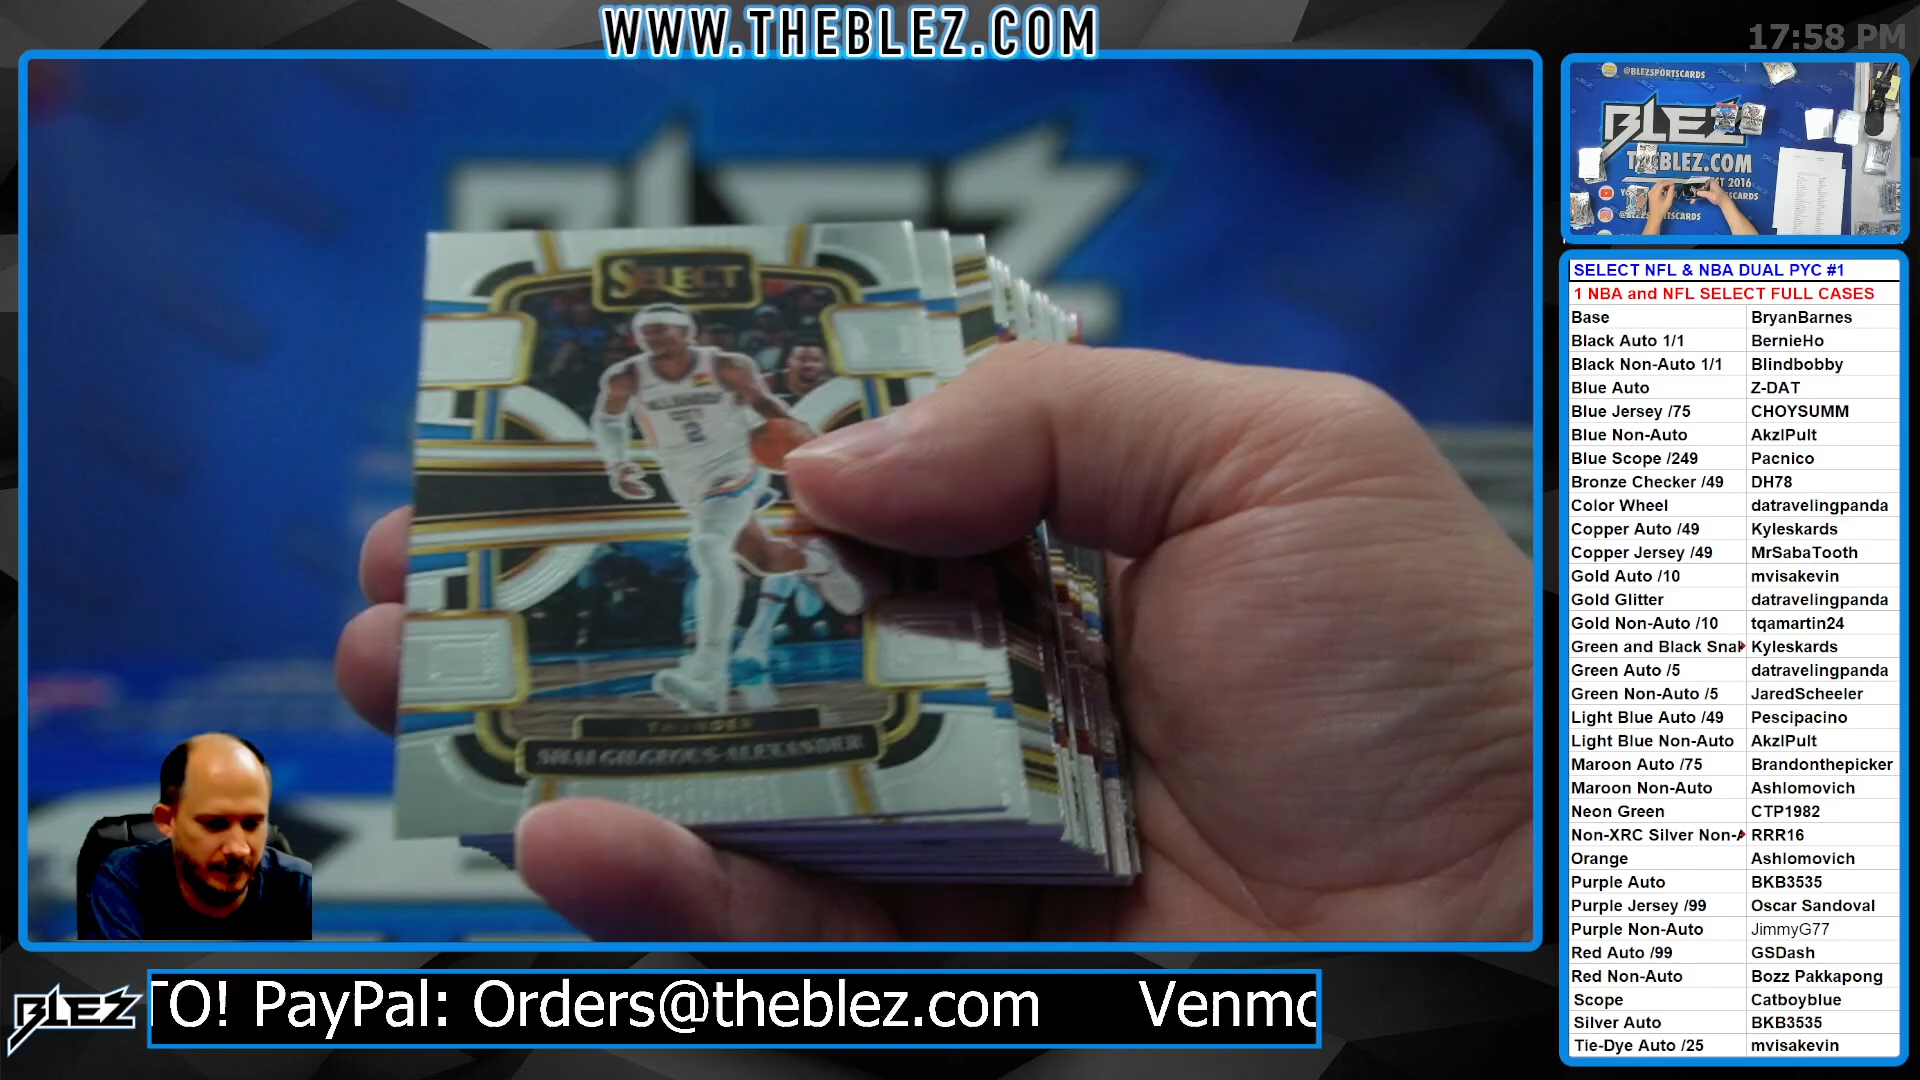 WWW.THEBLEZ.COM
17:58 PM
SELECT
THUNDER
SHAI GILGEOUS-ALEXANDER
@BLEZSPORTSCARDS
BLEZ
THEBLEZ.COM
SELECT NFL & NBA DUAL PYC #1
1 NBA and NFL SELECT FULL CASES
Base BryanBarnes
Black Auto 1/1 BernieHo
Black Non-Auto 1/1 Blindbobby
Blue Auto Z-DAT
Blue Jersey /75 CHOYSUMM
Blue Non-Auto
Blue Scope /249 Pacnico
Bronze Checker /49 DH78
Color Wheel datravelingpanda
Copper Auto /49 Kyleskards
Copper Jersey /49 MrSabaTooth
Gold Auto /10 mvisakevin
Gold Glitter datravelingpanda
Gold Non-Auto /10 tqamartin24
Green and Black Snal Kyleskards
Green Auto /5 datravelingpanda
Green Non-Auto /5 JaredScheeler
Light Blue Auto /49 Pescipacino
Light Blue Non-Auto
Maroon Auto /75 Brandonthepicker
Maroon Non-Auto Ashlomovich
Neon Green CTP1982
Non-XRC Silver Non-A RRR16
Orange Ashlomovich
Purple Auto BKB3535
Purple Jersey /99 Oscar Sandoval
Purple Non-Auto JimmyG77
Red Auto /99 GSDash
Red Non-Auto Bozz Pakkapong
Scope Catboyblue
Silver Auto BKB3535
Tie-Dye Auto /25 mvisakevin
BLEZ
TO! PayPal: Orders@theblez.com Venmo